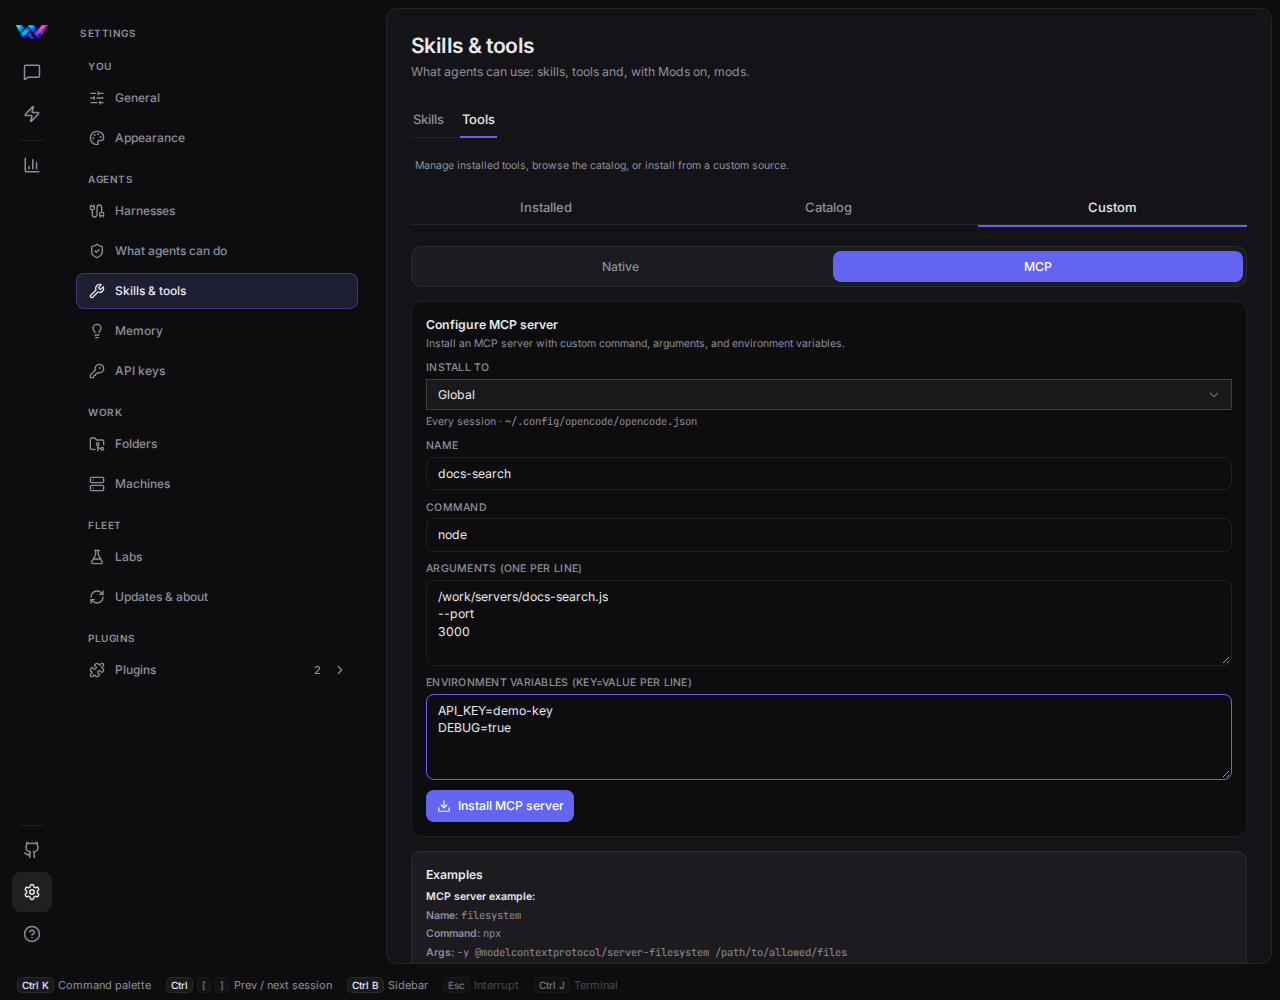 SETTINGS
YOU
General
Appearance
AGENTS
Harnesses
What agents can do
Skills & tools
Memory
API keys
WORK
Folders
Machines
FLEET
Labs
Updates & about
PLUGINS
Plugins 2
Skills & tools
What agents can use: skills, tools and, with Mods on, mods.
Skills Tools
Manage installed tools, browse the catalog, or install from a custom source.
Installed Catalog Custom
Native MCP
Configure MCP server
Install an MCP server with custom command, arguments, and environment variables.
INSTALL TO
Global
Every session · ~/.config/opencode/opencode.json
NAME
docs-search
COMMAND
node
ARGUMENTS (ONE PER LINE)
/work/servers/docs-search.js
--port
3000
ENVIRONMENT VARIABLES (KEY=VALUE PER LINE)
API_KEY=demo-key
DEBUG=true
Install MCP server
Examples
MCP server example:
Name: filesystem
Command: npx
Args: -y @modelcontextprotocol/server-filesystem /path/to/allowed/files
Ctrl K Command palette Ctrl [ ] Prev / next session Ctrl B Sidebar Esc Interrupt Ctrl J Terminal